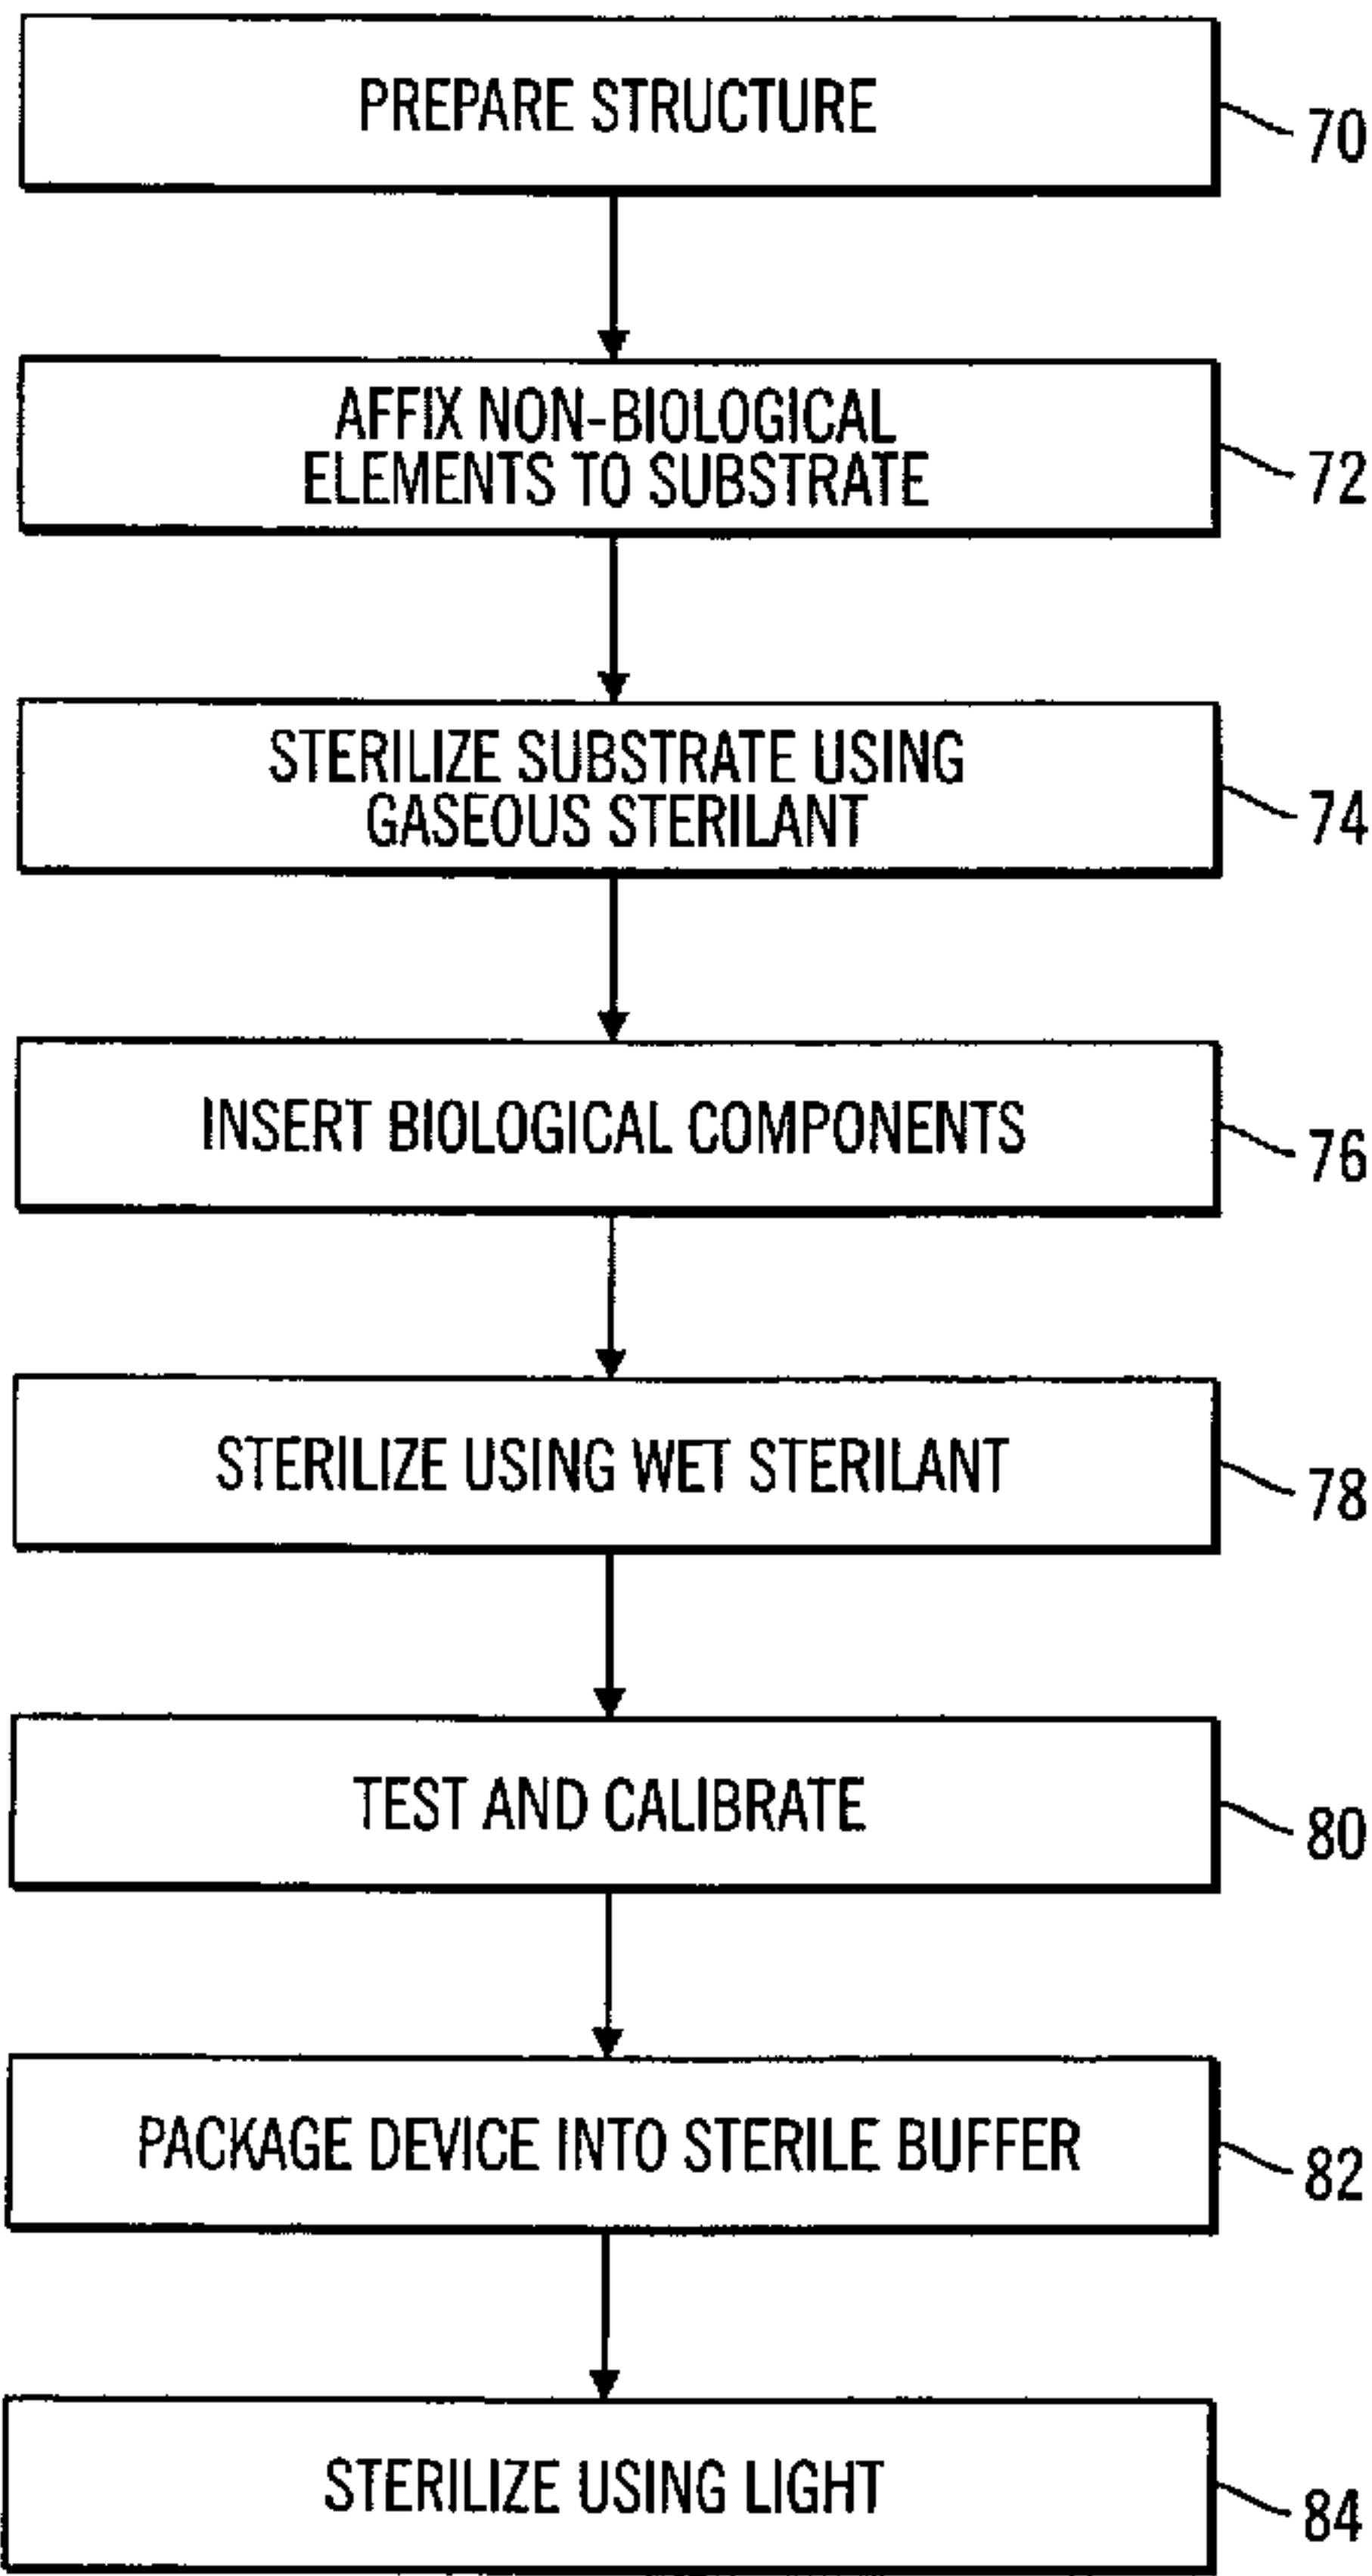 PREPARE STRUCTURE
70
AFFIX NON-BIOLOGICAL
ELEMENTS TO SUBSTRATE
72
STERILIZE SUBSTRATE USING
GASEOUS STERILANT
74
INSERT BIOLOGICAL COMPONENTS
76
STERILIZE USING WET STERILANT
78
TEST AND CALIBRATE
80
PACKAGE DEVICE INTO STERILE BUFFER
82
STERILIZE USING LIGHT
84